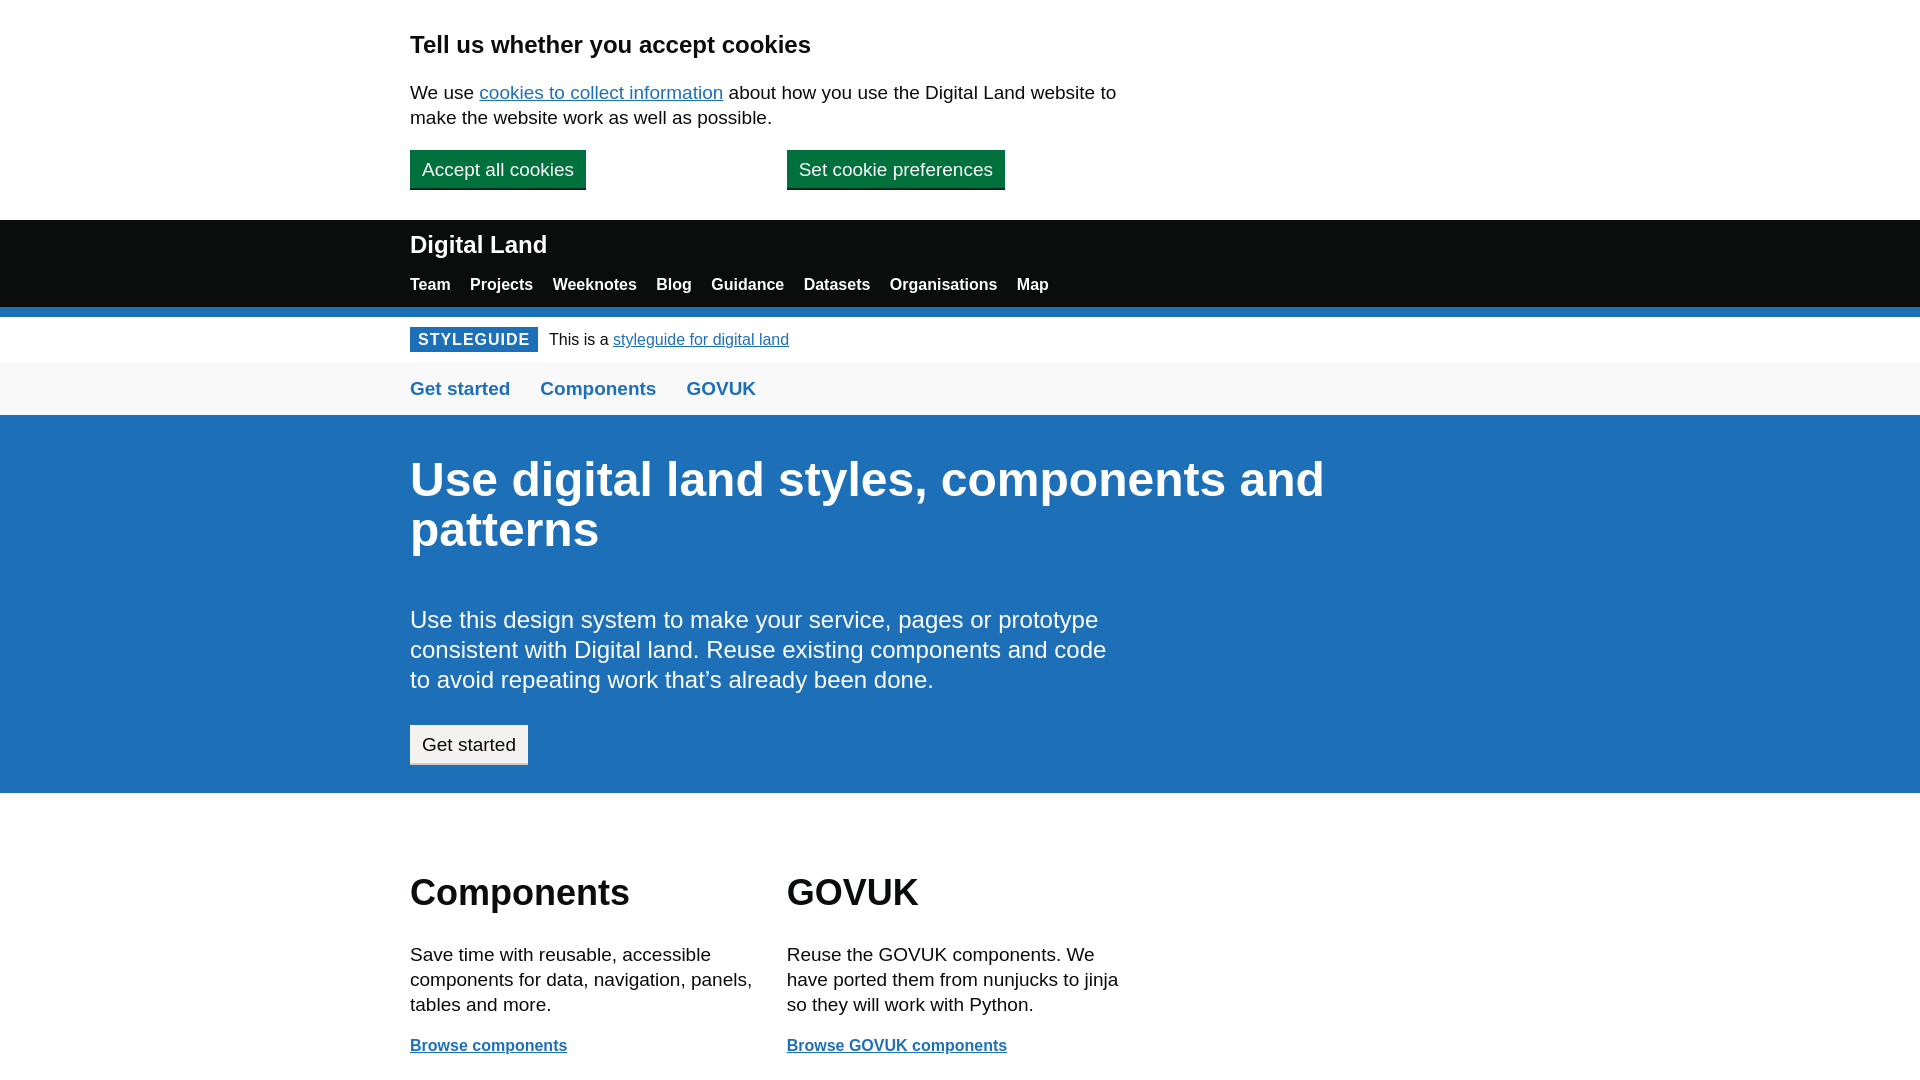 Tell us whether you accept cookies
We use cookies to collect information about how you use the Digital Land website to
make the website work as well as possible.
Accept all cookies
Set cookie preferences
Digital Land
Team Projects Weeknotes Blog Guidance Datasets Organisations Map
STYLEGUIDE This is a styleguide for digital land
Get started Components GOVUK
Use digital land styles, components and
patterns
Use this design system to make your service, pages or prototype
consistent with Digital land. Reuse existing components and code
to avoid repeating work that’s already been done.
Get started
Components
Save time with reusable, accessible
components for data, navigation, panels,
tables and more.
Browse components
GOVUK
Reuse the GOVUK components. We
have ported them from nunjucks to jinja
so they will work with Python.
Browse GOVUK components